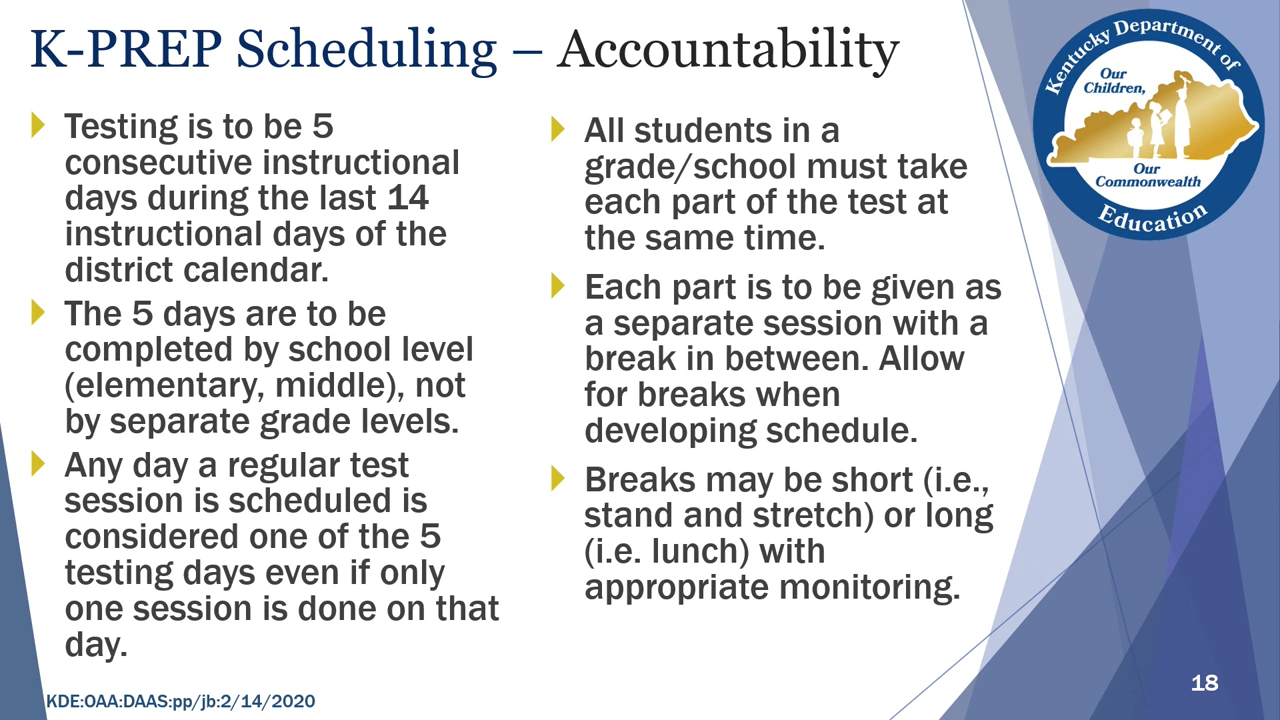 K-PREP Scheduling – Accountability
Testing is to be 5
consecutive instructional
days during the last 14
instructional days of the
district calendar.
The 5 days are to be
completed by school level
(elementary, middle), not
by separate grade levels.
Any day a regular test
session is scheduled is
considered one of the 5
testing days even if only
one session is done on that
day.
All students in a
grade/school must take
each part of the test at
the same time.
Each part is to be given as
a separate session with a
break in between. Allow
for breaks when
developing schedule.
Breaks may be short (i.e.,
stand and stretch) or long
(i.e. lunch) with
appropriate monitoring.
Kentucky Department of
Our
Children,
Our
Commonwealth
Education
KDE:OAA:DAAS:pp/jb:2/14/2020
18